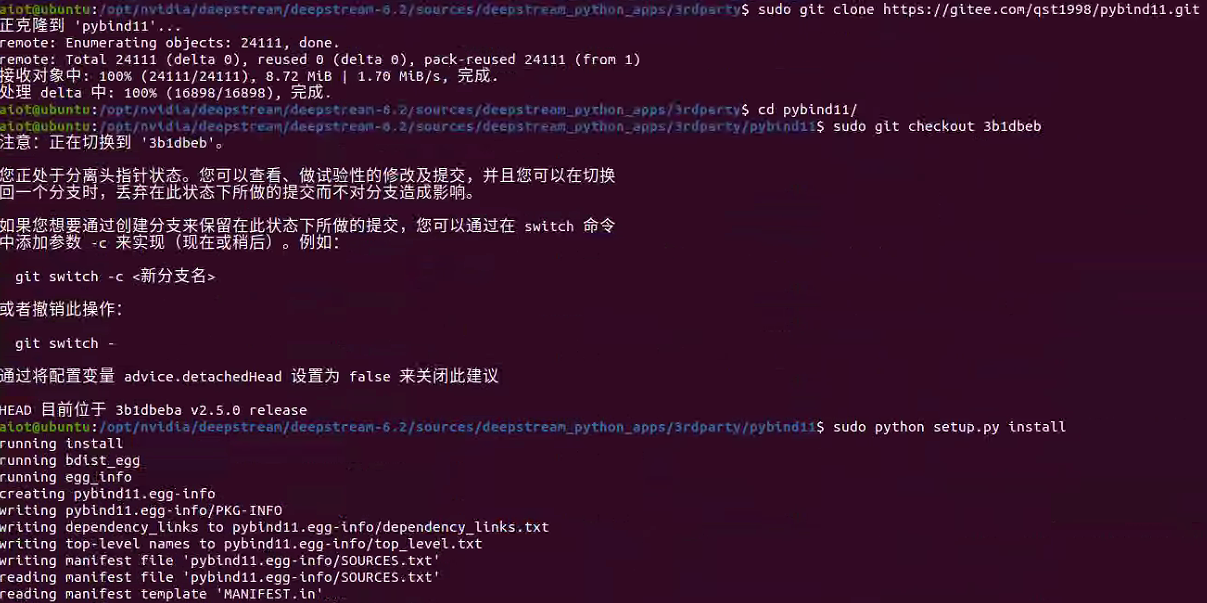 aiot@ubuntu:/opt/nvidia/deepstream/deepstream-6.2/sources/deepstream_python_apps/3rdparty$ sudo git clone https://gitee.com/qst1998/pybind11.git
正克隆到 'pybind11'...
remote: Enumerating objects: 24111, done.
remote: Total 24111 (delta 0), reused 0 (delta 0), pack-reused 24111 (from 1)
接收对象中: 100% (24111/24111), 8.72 MiB | 1.70 MiB/s, 完成.
处理 delta 中: 100% (16898/16898), 完成.
aiot@ubuntu:/opt/nvidia/deepstream/deepstream-6.2/sources/deepstream_python_apps/3rdparty$ cd pybind11/
aiot@ubuntu:/opt/nvidia/deepstream/deepstream-6.2/sources/deepstream_python_apps/3rdparty/pybind11$ sudo git checkout 3b1dbeb
注意：正在切换到 '3b1dbeb'。
您正处于分离头指针状态。您可以查看、做试验性的修改及提交，并且您可以在切换
回一个分支时，丢弃在此状态下所做的提交而不对分支造成影响。
如果您想要通过创建分支来保留在此状态下所做的提交，您可以通过在 switch 命令
中添加参数 -c 来实现（现在或稍后）。例如：
git switch -c <新分支名>
或者撤销此操作：
git switch -
通过将配置变量 advice.detachedHead 设置为 false 来关闭此建议
HEAD 目前位于 3b1dbeba v2.5.0 release
aiot@ubuntu:/opt/nvidia/deepstream/deepstream-6.2/sources/deepstream_python_apps/3rdparty/pybind11$ sudo python setup.py install
running install
running bdist_egg
running egg_info
creating pybind11.egg-info
writing pybind11.egg-info/PKG-INFO
writing dependency_links to pybind11.egg-info/dependency_links.txt
writing top-level names to pybind11.egg-info/top_level.txt
writing manifest file 'pybind11.egg-info/SOURCES.txt'
reading manifest file 'pybind11.egg-info/SOURCES.txt'
reading manifest template 'MANIFEST.in'